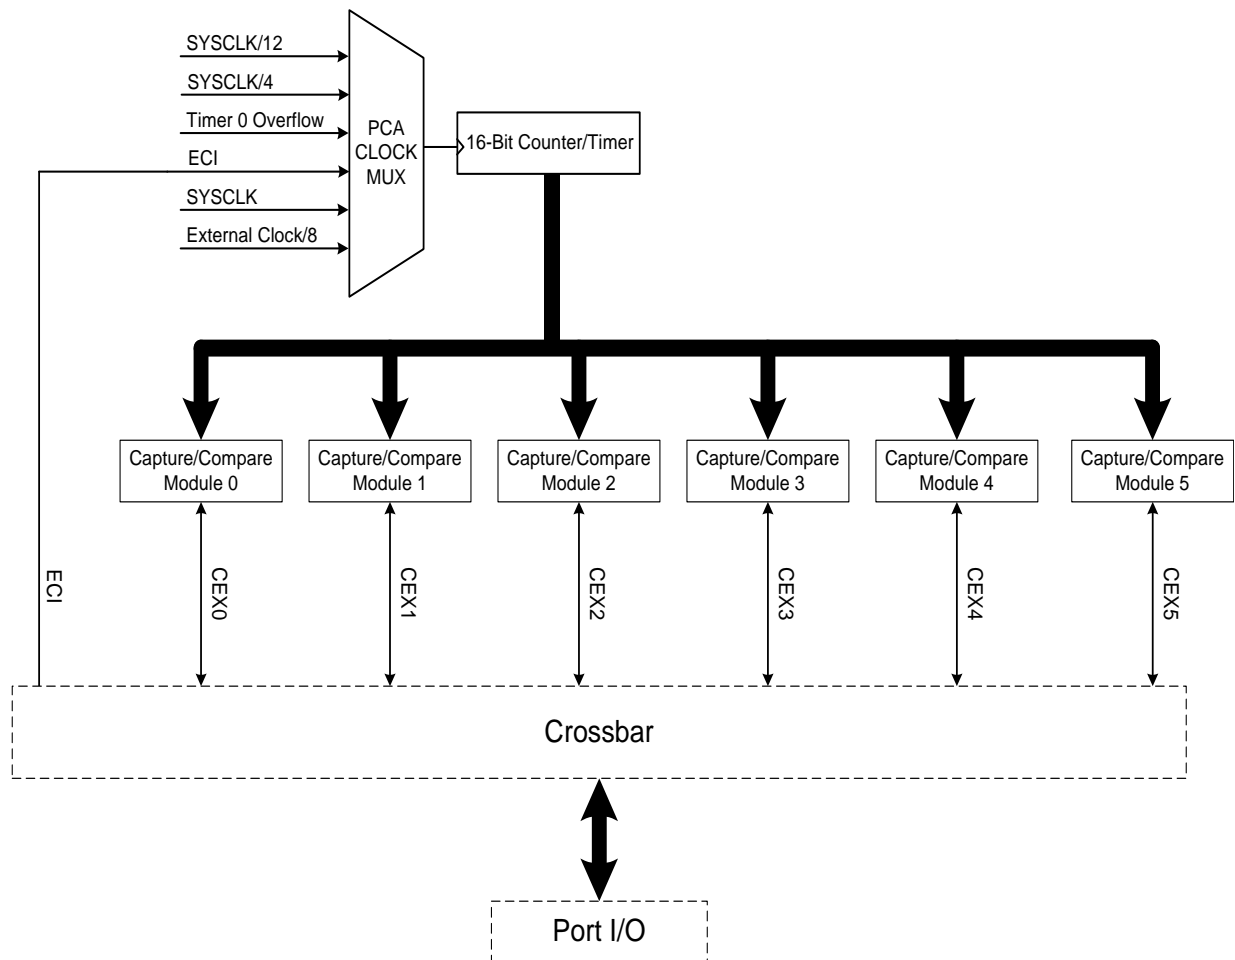 SYSCLK/12
SYSCLK/4
Timer 0 Overflow
ECI
SYSCLK
External Clock/8
PCA
CLOCK
MUX
16-Bit Counter/Timer
Capture/Compare
Module 0
Capture/Compare
Module 1
Capture/Compare
Module 2
Capture/Compare
Module 3
Capture/Compare
Module 4
Capture/Compare
Module 5
ECI
CEX0
CEX1
CEX2
CEX3
CEX4
CEX5
Crossbar
Port I/O